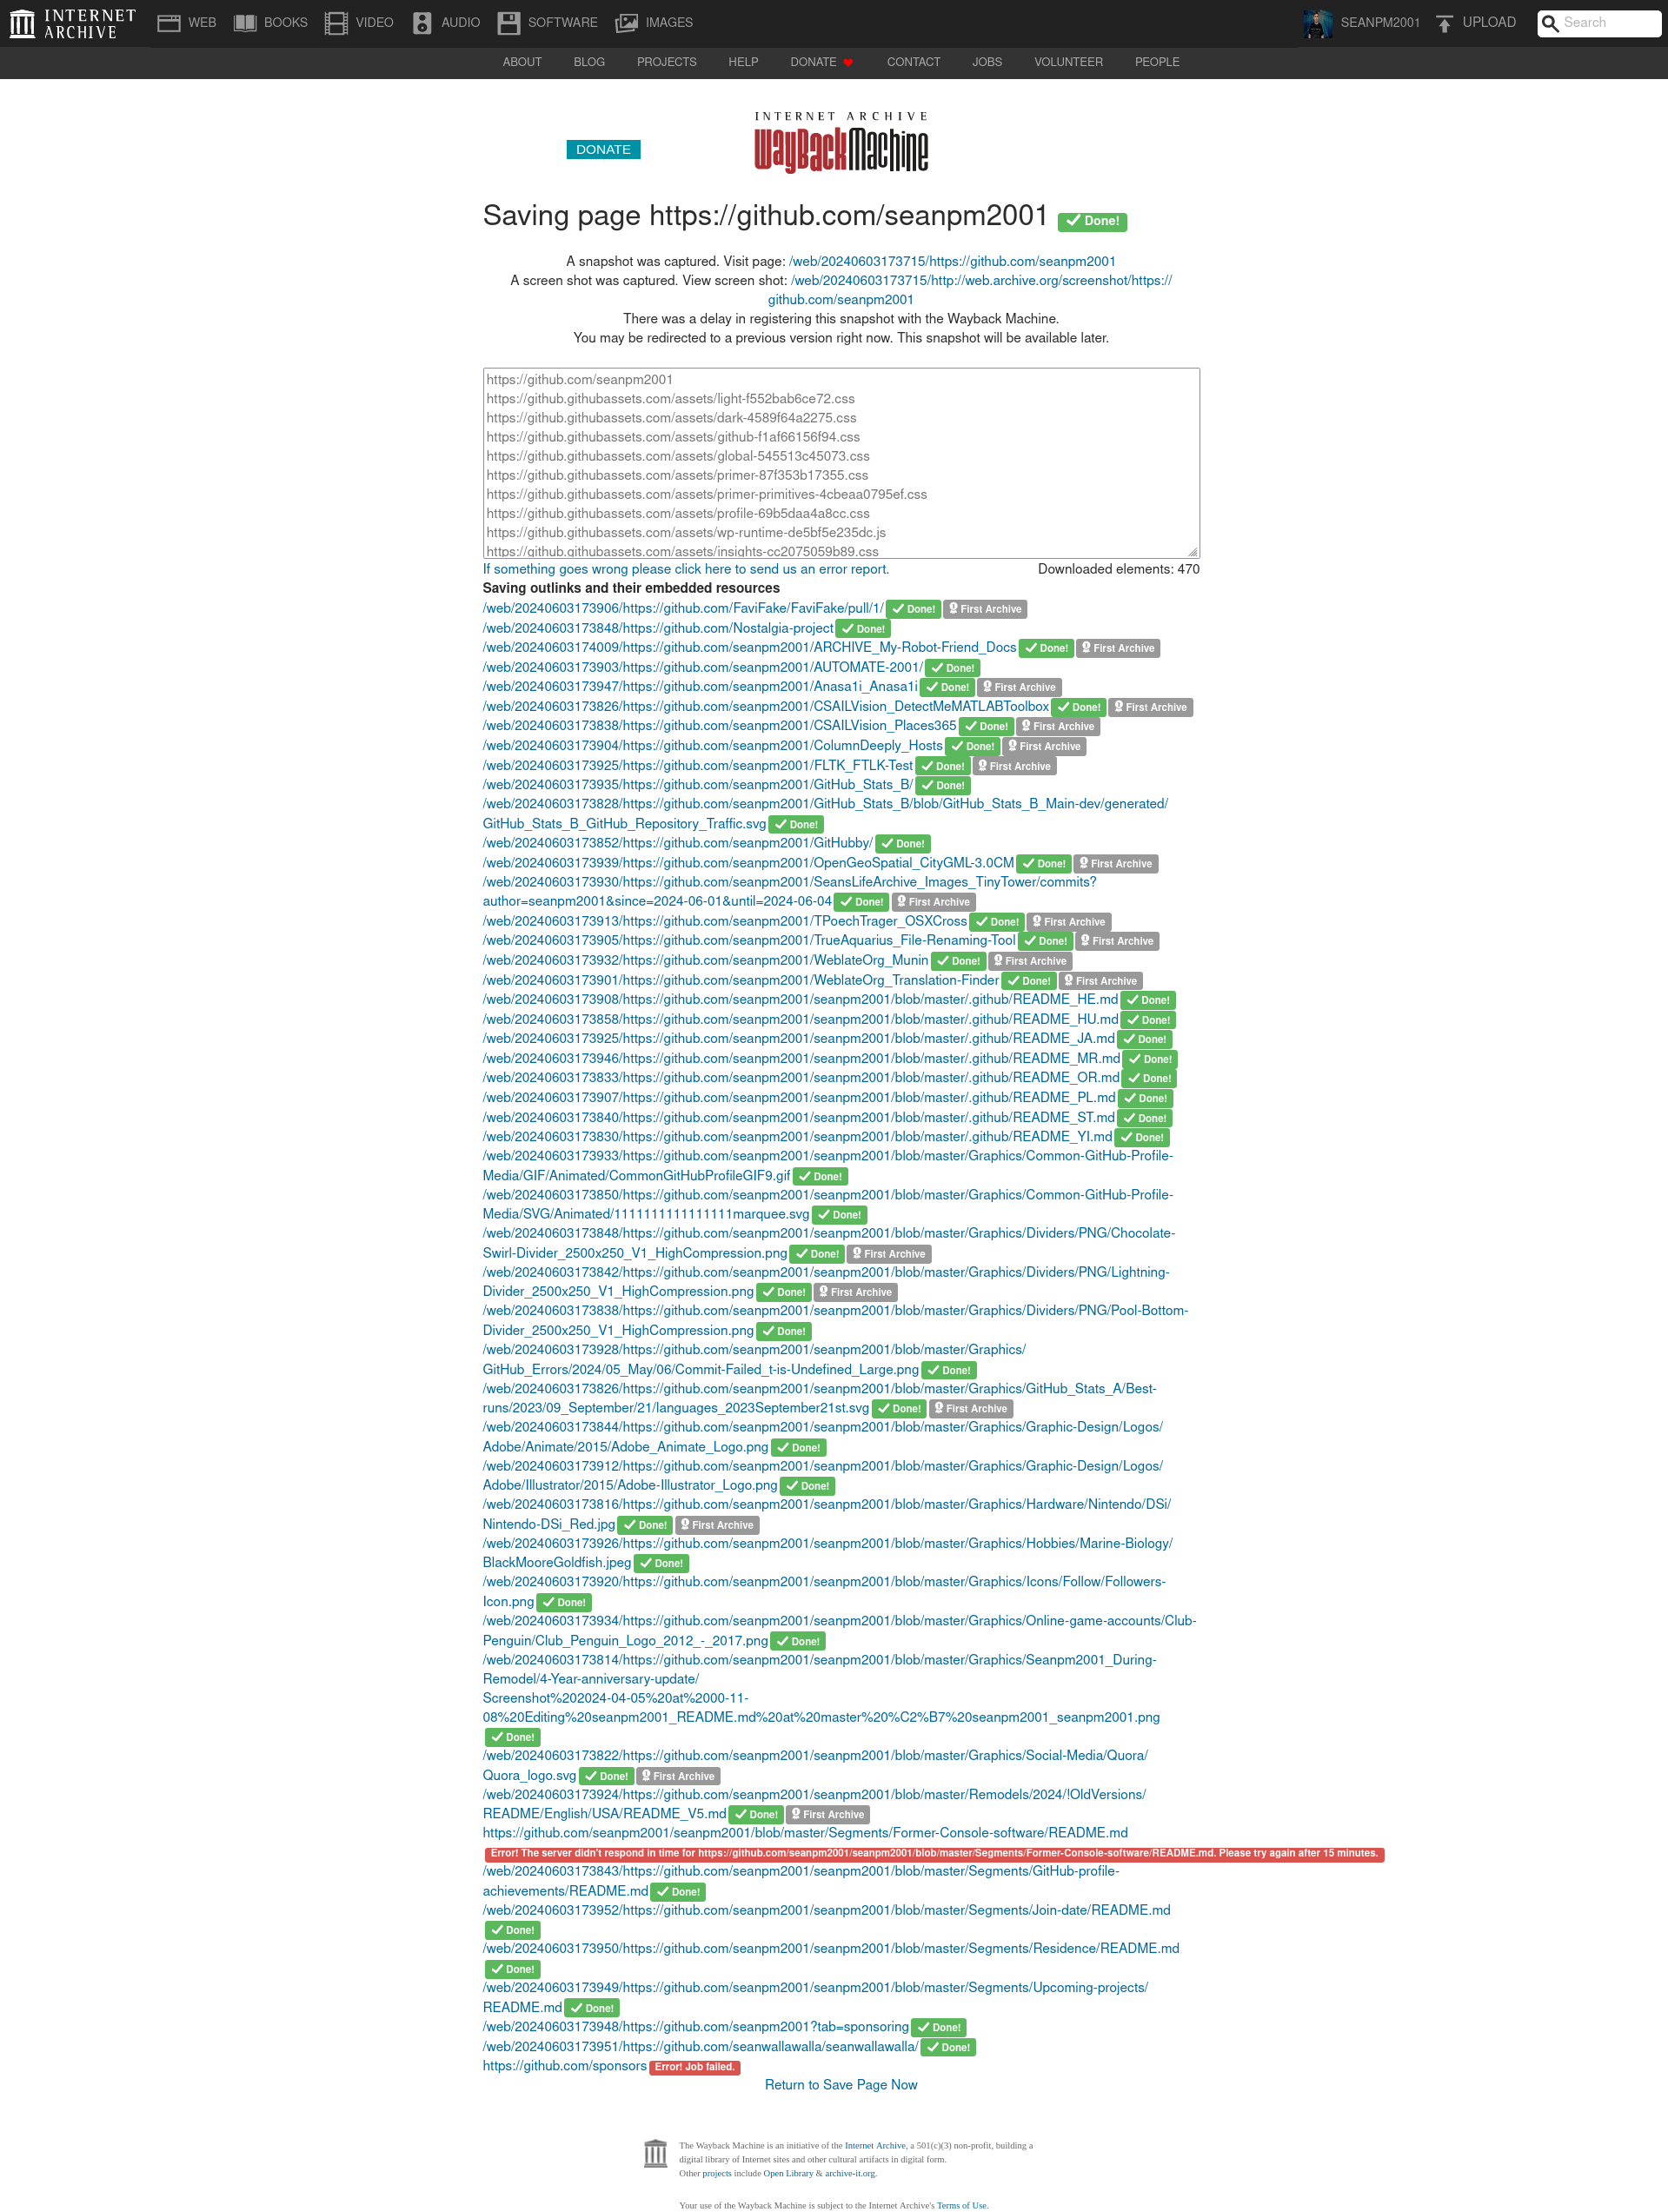 INTERNET ARCHIVE
WEB BOOKS VIDEO AUDIO SOFTWARE IMAGES SEANPM2001 UPLOAD Search
ABOUT BLOG PROJECTS HELP DONATE CONTACT JOBS VOLUNTEER PEOPLE
INTERNET ARCHIVE
DONATE WayBackMachine
Saving page https://github.com/seanpm2001 Done!
A snapshot was captured. Visit page: /web/20240603173715/https://github.com/seanpm2001
A screen shot was captured. View screen shot: /web/20240603173715/http://web.archive.org/screenshot/https://
github.com/seanpm2001
There was a delay in registering this snapshot with the Wayback Machine.
You may be redirected to a previous version right now. This snapshot will be available later.
https://github.com/seanpm2001
https://github.githubassets.com/assets/light-f552bab6ce72.css
https://github.githubassets.com/assets/dark-4589f64a2275.css
https://github.githubassets.com/assets/github-f1af66156f94.css
https://github.githubassets.com/assets/global-545513c45073.css
https://github.githubassets.com/assets/primer-87f353b17355.css
https://github.githubassets.com/assets/primer-primitives-4cbeaa0795ef.css
https://github.githubassets.com/assets/profile-69b5daa4a8cc.css
https://github.githubassets.com/assets/wp-runtime-de5bf5e235dc.js
https://github.githubassets.com/assets/insights-cc2075059b89.css
If something goes wrong please click here to send us an error report. Downloaded elements: 470
Saving outlinks and their embedded resources
/web/20240603173906/https://github.com/FaviFake/FaviFake/pull/1/ Done! First Archive
/web/20240603173848/https://github.com/Nostalgia-project Done!
/web/20240603174009/https://github.com/seanpm2001/ARCHIVE_My-Robot-Friend_Docs Done! First Archive
/web/20240603173903/https://github.com/seanpm2001/AUTOMATE-2001/ Done!
/web/20240603173947/https://github.com/seanpm2001/Anasa1i_Anasa1i Done! First Archive
/web/20240603173826/https://github.com/seanpm2001/CSAILVision_DetectMeMATLABToolbox Done! First Archive
/web/20240603173838/https://github.com/seanpm2001/CSAILVision_Places365 Done! First Archive
/web/20240603173904/https://github.com/seanpm2001/ColumnDeeply_Hosts Done! First Archive
/web/20240603173925/https://github.com/seanpm2001/FLTK_FTLK-Test Done! First Archive
/web/20240603173935/https://github.com/seanpm2001/GitHub_Stats_B/ Done!
/web/20240603173828/https://github.com/seanpm2001/GitHub_Stats_B/blob/GitHub_Stats_B_Main-dev/generated/
GitHub_Stats_B_GitHub_Repository_Traffic.svg Done!
/web/20240603173852/https://github.com/seanpm2001/GitHubby/ Done!
/web/20240603173939/https://github.com/seanpm2001/OpenGeoSpatial_CityGML-3.0CM Done! First Archive
/web/20240603173930/https://github.com/seanpm2001/SeansLifeArchive_Images_TinyTower/commits?
author=seanpm2001&since=2024-06-01&until=2024-06-04 Done! First Archive
/web/20240603173913/https://github.com/seanpm2001/TPoechTrager_OSXCross Done! First Archive
/web/20240603173905/https://github.com/seanpm2001/TrueAquarius_File-Renaming-Tool Done! First Archive
/web/20240603173932/https://github.com/seanpm2001/WeblateOrg_Munin Done! First Archive
/web/20240603173901/https://github.com/seanpm2001/WeblateOrg_Translation-Finder Done! First Archive
/web/20240603173908/https://github.com/seanpm2001/seanpm2001/blob/master/.github/README_HE.md Done!
/web/20240603173858/https://github.com/seanpm2001/seanpm2001/blob/master/.github/README_HU.md Done!
/web/20240603173925/https://github.com/seanpm2001/seanpm2001/blob/master/.github/README_JA.md Done!
/web/20240603173946/https://github.com/seanpm2001/seanpm2001/blob/master/.github/README_MR.md Done!
/web/20240603173833/https://github.com/seanpm2001/seanpm2001/blob/master/.github/README_OR.md Done!
/web/20240603173907/https://github.com/seanpm2001/seanpm2001/blob/master/.github/README_PL.md Done!
/web/20240603173840/https://github.com/seanpm2001/seanpm2001/blob/master/.github/README_ST.md Done!
/web/20240603173830/https://github.com/seanpm2001/seanpm2001/blob/master/.github/README_YI.md Done!
/web/20240603173933/https://github.com/seanpm2001/seanpm2001/blob/master/Graphics/Common-GitHub-Profile-
Media/GIF/Animated/CommonGitHubProfileGIF9.gif Done!
/web/20240603173850/https://github.com/seanpm2001/seanpm2001/blob/master/Graphics/Common-GitHub-Profile-
Media/SVG/Animated/1111111111111111marquee.svg Done!
/web/20240603173848/https://github.com/seanpm2001/seanpm2001/blob/master/Graphics/Dividers/PNG/Chocolate-
Swirl-Divider_2500x250_V1_HighCompression.png Done! First Archive
/web/20240603173842/https://github.com/seanpm2001/seanpm2001/blob/master/Graphics/Dividers/PNG/Lightning-
Divider_2500x250_V1_HighCompression.png Done! First Archive
/web/20240603173838/https://github.com/seanpm2001/seanpm2001/blob/master/Graphics/Dividers/PNG/Pool-Bottom-
Divider_2500x250_V1_HighCompression.png Done!
/web/20240603173928/https://github.com/seanpm2001/seanpm2001/blob/master/Graphics/
GitHub_Errors/2024/05_May/06/Commit-Failed_t-is-Undefined_Large.png Done!
/web/20240603173826/https://github.com/seanpm2001/seanpm2001/blob/master/Graphics/GitHub_Stats_A/Best-
runs/2023/09_September/21/languages_2023September21st.svg Done! First Archive
/web/20240603173844/https://github.com/seanpm2001/seanpm2001/blob/master/Graphics/Graphic-Design/Logos/
Adobe/Animate/2015/Adobe_Animate_Logo.png Done!
/web/20240603173912/https://github.com/seanpm2001/seanpm2001/blob/master/Graphics/Graphic-Design/Logos/
Adobe/Illustrator/2015/Adobe-Illustrator_Logo.png Done!
/web/20240603173816/https://github.com/seanpm2001/seanpm2001/blob/master/Graphics/Hardware/Nintendo/DSi/
Nintendo-DSi_Red.jpg Done! First Archive
/web/20240603173926/https://github.com/seanpm2001/seanpm2001/blob/master/Graphics/Hobbies/Marine-Biology/
BlackMooreGoldfish.jpeg Done!
/web/20240603173920/https://github.com/seanpm2001/seanpm2001/blob/master/Graphics/Icons/Follow/Followers-
Icon.png Done!
/web/20240603173934/https://github.com/seanpm2001/seanpm2001/blob/master/Graphics/Online-game-accounts/Club-
Penguin/Club_Penguin_Logo_2012_-_2017.png Done!
/web/20240603173814/https://github.com/seanpm2001/seanpm2001/blob/master/Graphics/Seanpm2001_During-
Remodel/4-Year-anniversary-update/
Screenshot%202024-04-05%20at%2000-11-
08%20Editing%20seanpm2001_README.md%20at%20master%20%C2%B7%20seanpm2001_seanpm2001.png
Done!
/web/20240603173822/https://github.com/seanpm2001/seanpm2001/blob/master/Graphics/Social-Media/Quora/
Quora_logo.svg Done! First Archive
/web/20240603173924/https://github.com/seanpm2001/seanpm2001/blob/master/Remodels/2024/!OldVersions/
README/English/USA/README_V5.md Done! First Archive
https://github.com/seanpm2001/seanpm2001/blob/master/Segments/Former-Console-software/README.md
Error! The server didn't respond in time for https://github.com/seanpm2001/seanpm2001/blob/master/Segments/Former-Console-software/README.md. Please try again after 15 minutes.
/web/20240603173843/https://github.com/seanpm2001/seanpm2001/blob/master/Segments/GitHub-profile-
achievements/README.md Done!
/web/20240603173952/https://github.com/seanpm2001/seanpm2001/blob/master/Segments/Join-date/README.md
Done!
/web/20240603173950/https://github.com/seanpm2001/seanpm2001/blob/master/Segments/Residence/README.md
Done!
/web/20240603173949/https://github.com/seanpm2001/seanpm2001/blob/master/Segments/Upcoming-projects/
README.md Done!
/web/20240603173948/https://github.com/seanpm2001?tab=sponsoring Done!
/web/20240603173951/https://github.com/seanwallawalla/seanwallawalla/ Done!
https://github.com/sponsors Error! Job failed.
Return to Save Page Now
The Wayback Machine is an initiative of the Internet Archive, a 501(c)(3) non-profit, building a
digital library of Internet sites and other cultural artifacts in digital form.
Other projects include Open Library & archive-it.org.
Your use of the Wayback Machine is subject to the Internet Archive's Terms of Use.